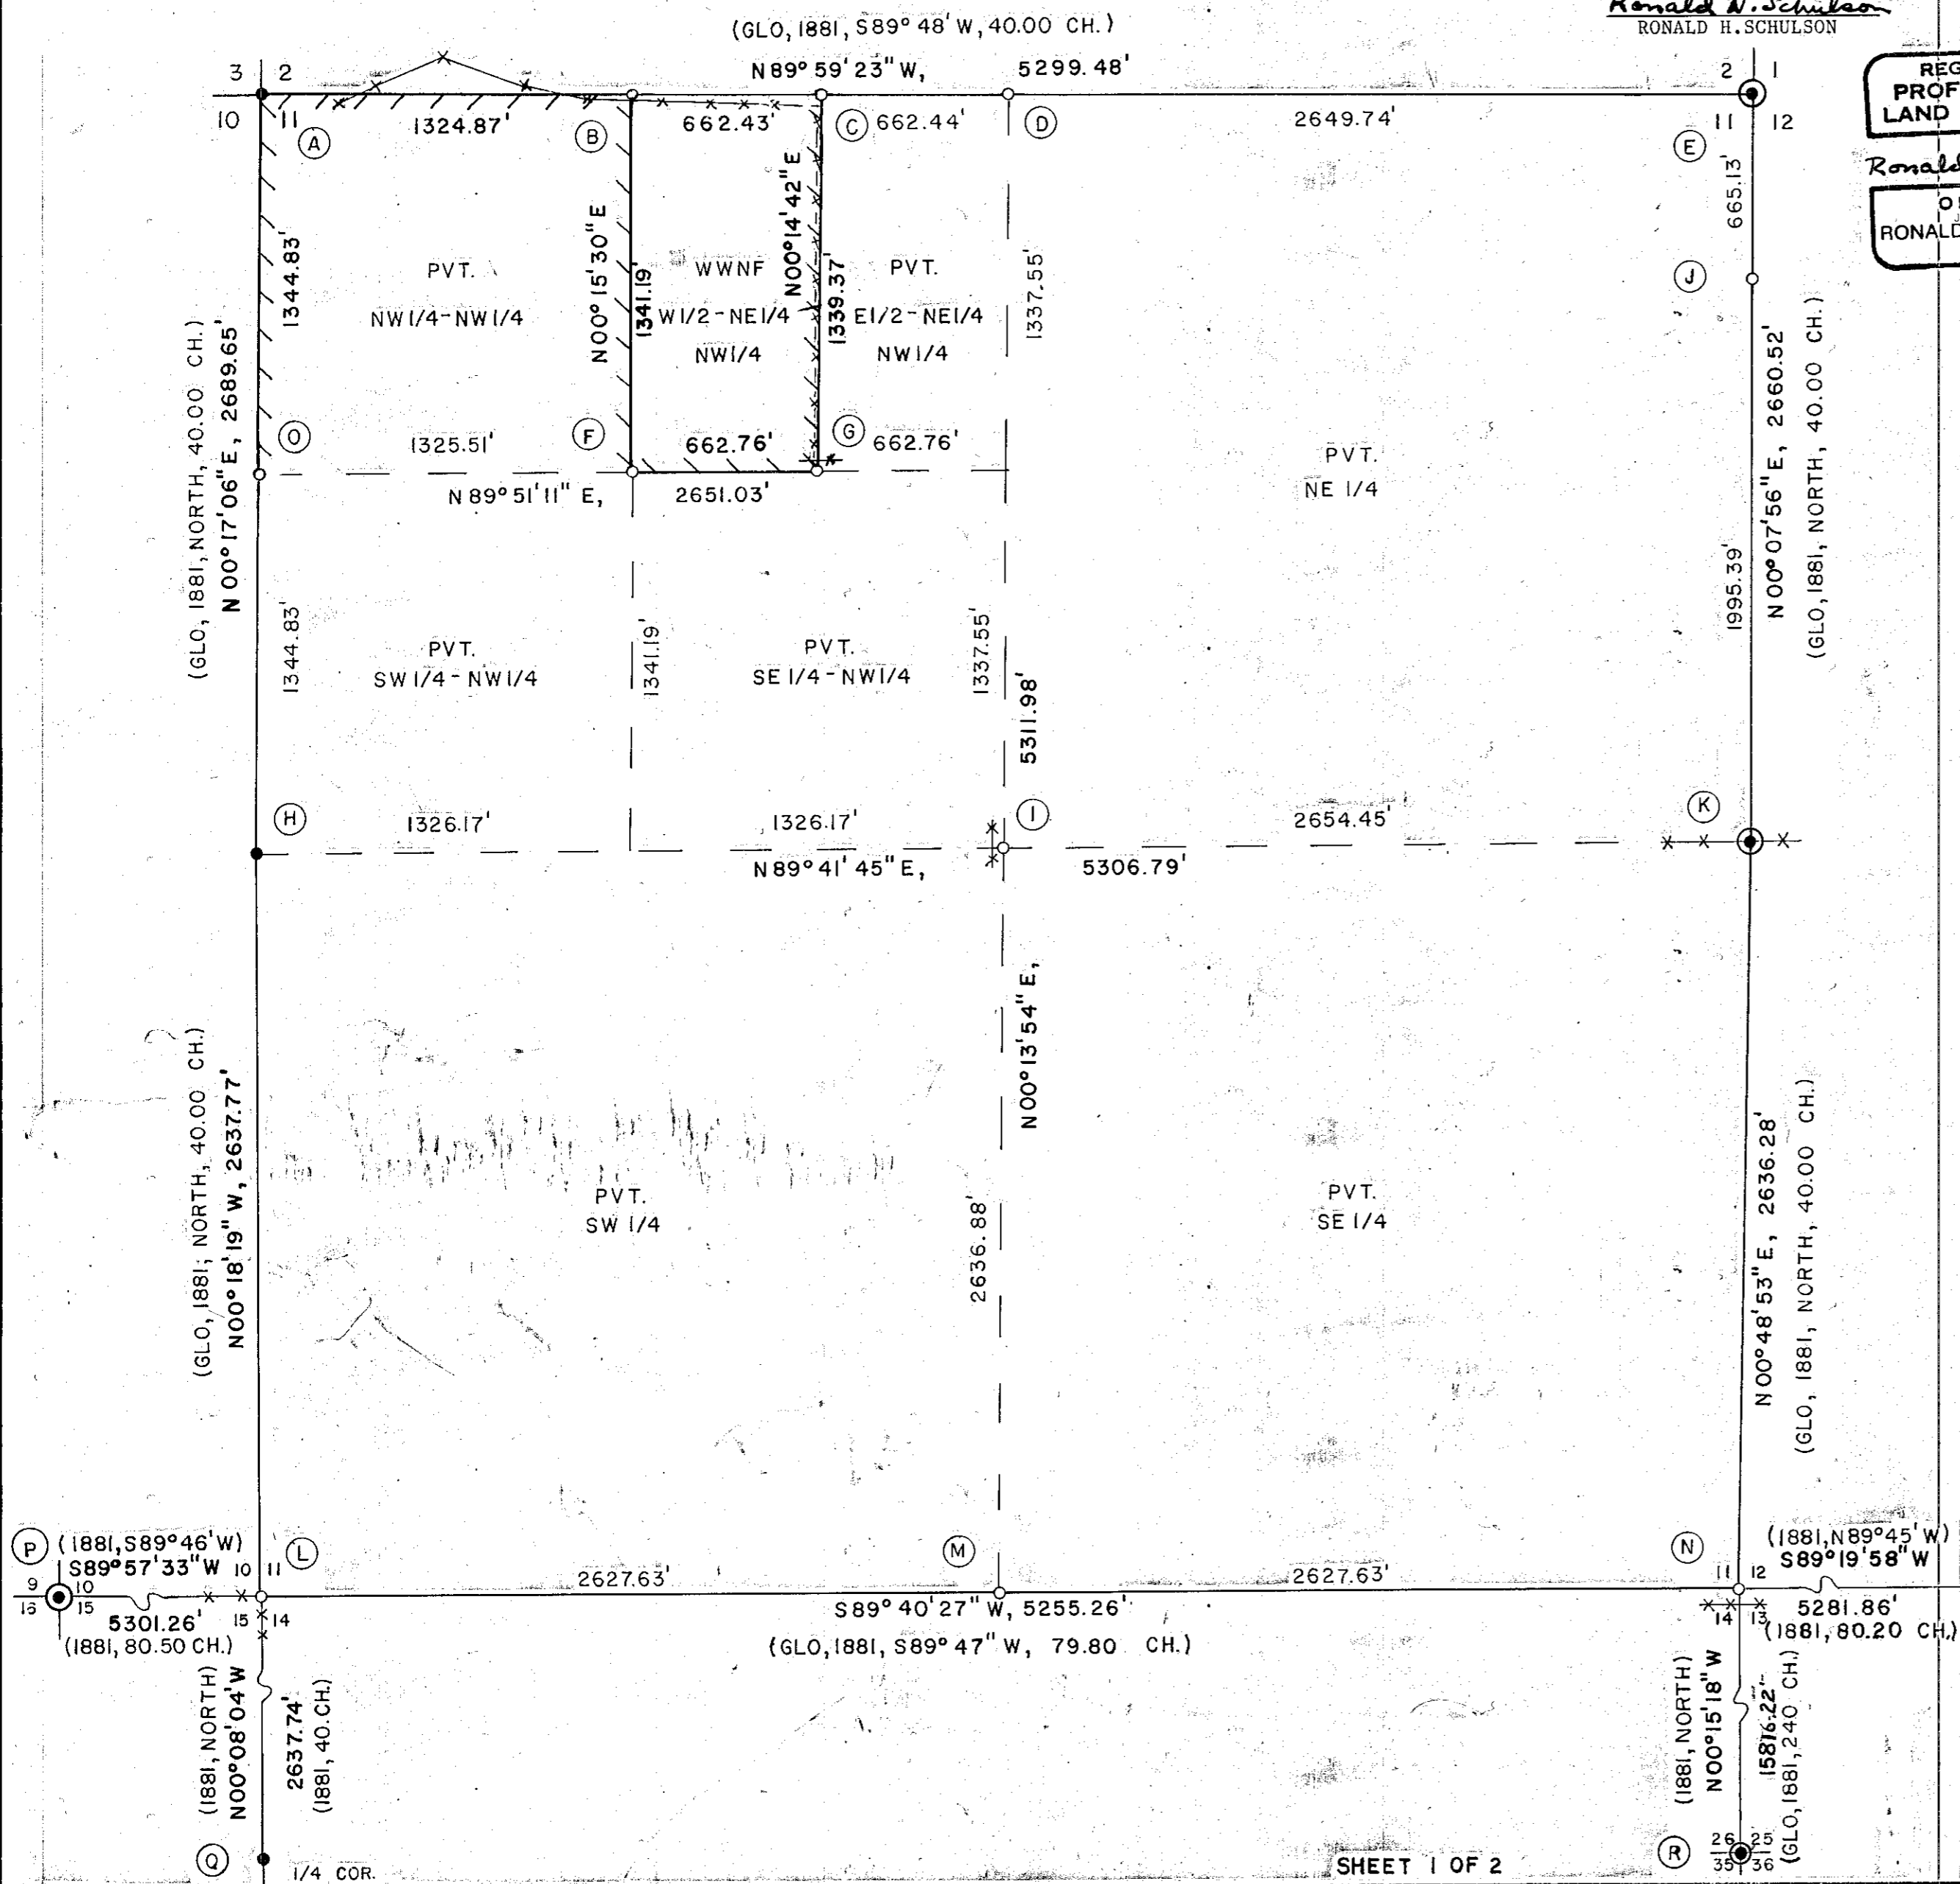 (GLO, 1881, S89° 48' W, 40.00 CH.)
Ronald H. Schulson
RONALD H. SCHULSON
N89° 59' 23" W, 5299.48'
3 2
10 11
2 1
11 12
A
1324.87'
B
662.43'
C
662.44'
D
2649.74'
E
REG
PROF
LAND
Ronald
O
RONALD
665.13'
J
1344.83'
PVT.
NW1/4-NW1/4
N00° 15' 30" E
1341.19'
WWNF
W1/2-NE1/4
NW1/4
N00° 14' 42" E
1339.37'
PVT.
E1/2-NE1/4
NW1/4
1337.55'
(GLO, 1881, NORTH, 40.00 CH.)
N 00° 17' 06" E, 2689.65'
O
1325.51'
F
662.76'
G
662.76'
N 89° 51' 11" E, 2651.03'
PVT.
NE 1/4
N00° 07' 56" E, 2660.52'
(GLO, 1881, NORTH, 40.00 CH.)
1995.39'
1344.83'
PVT.
SW 1/4 - NW1/4
1341.19'
PVT.
SE 1/4-NW1/4
1337.55'
5311.98'
H
1326.17'
1326.17'
I
2654.45'
K
N89° 41' 45" E, 5306.79'
N00° 13' 54" E,
(GLO, 1881, NORTH, 40.00 CH.)
N00° 18' 19" W, 2637.77'
PVT.
SW 1/4
2636.88'
PVT.
SE 1/4
N00° 48' 53" E, 2636.28'
(GLO, 1881, NORTH, 40.00 CH.)
P
(1881, S89° 46' W)
S89° 57' 33" W
10 11
L
9 10
16 15
5301.26'
(1881, 80.50 CH.)
15 14
2627.63'
M
2627.63'
N
(1881, N89° 45' W)
S89° 19' 58" W
11 12
14 13
5281.86'
(1881, 80.20 CH.)
S89° 40' 27" W, 5255.26'
(GLO, 1881, S89° 47" W, 79.80 CH.)
(1881, NORTH)
N00° 08' 04' W
2637.74'
(1881, 40.CH.)
(1881, NORTH)
N00° 15' 18" W
15816.22"
(GLO, 1881, 240 CH.)
Q
1/4 COR.
SHEET 1 OF 2
R
26 25
35 36